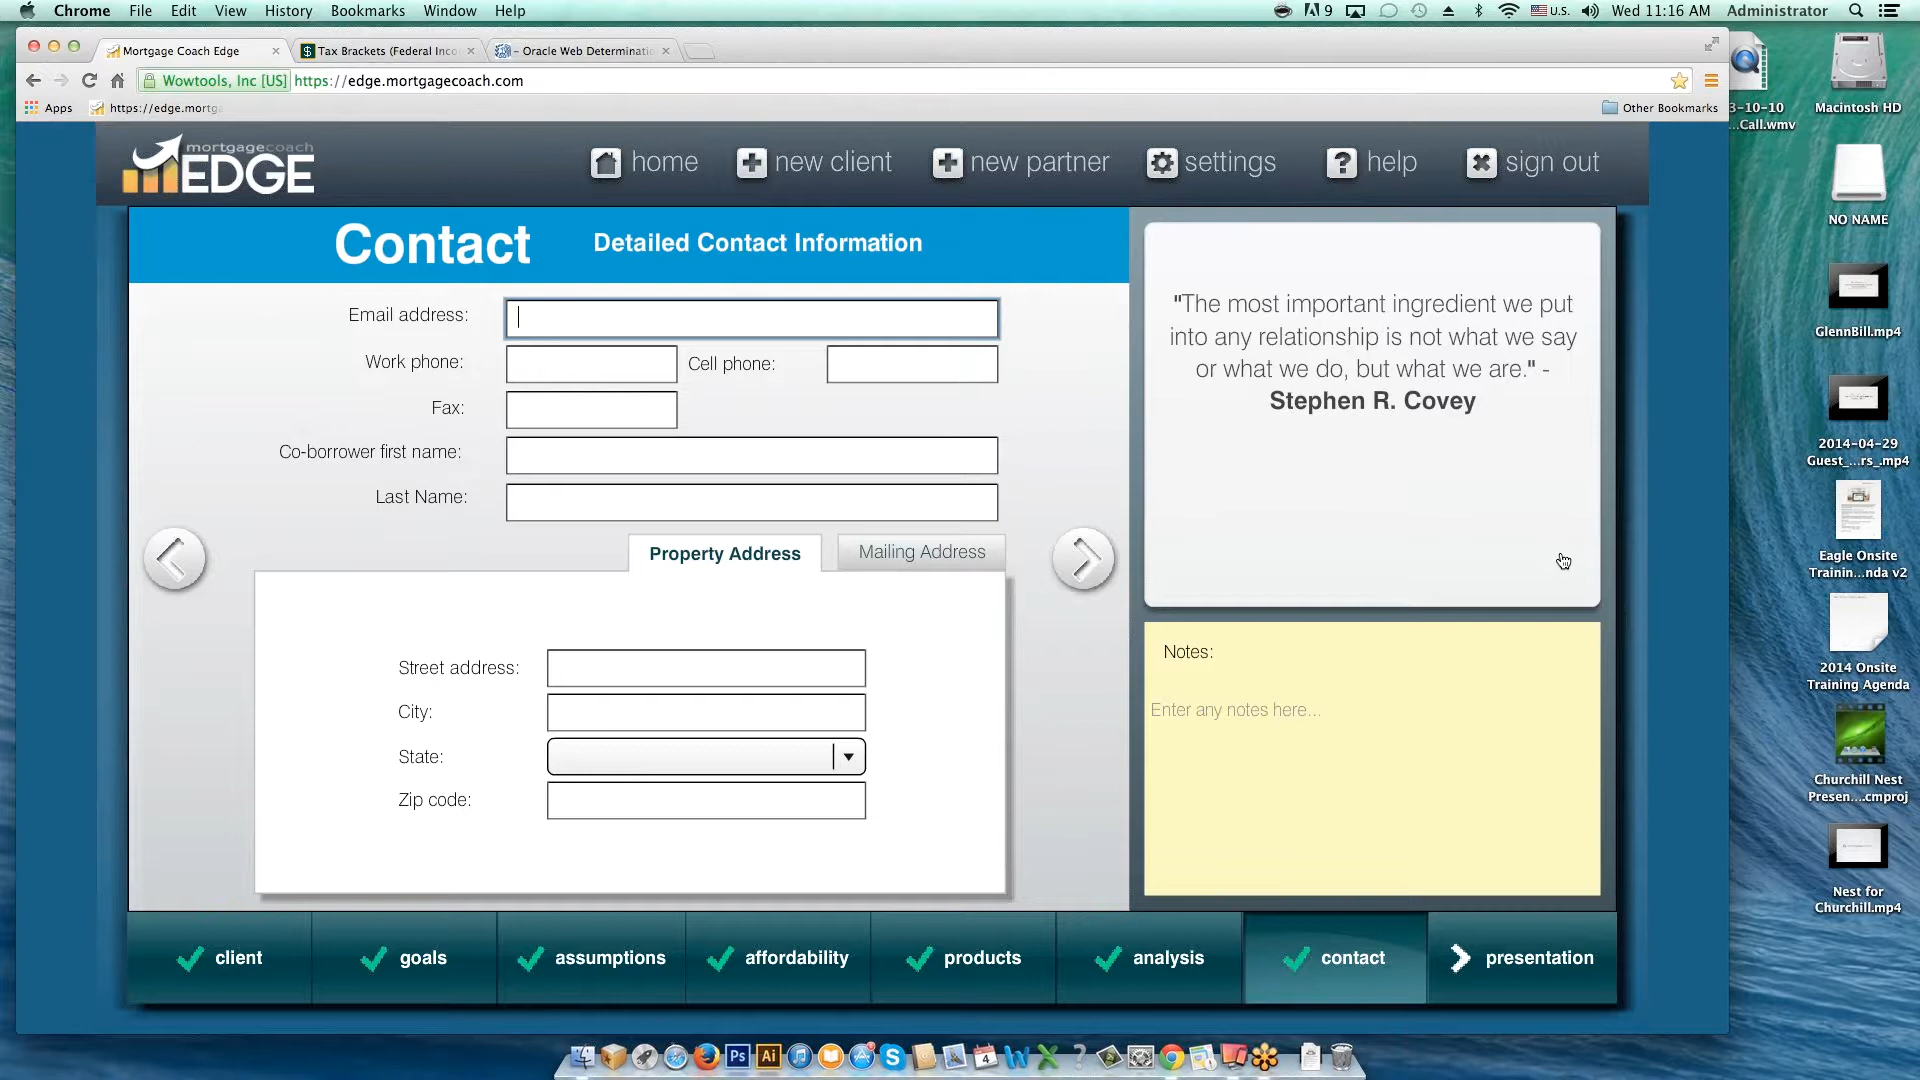 Chrome File Edit View History Bookmarks Window Help
9 U.S. Wed 11:16 AM Administrator
Mortgage Coach Edge
Tax Brackets (Federal Inco
- Oracle Web Determinati
Wowtools, Inc [US] https://edge.mortgagecoach.com
Apps https://edge.mortga
Other Bookmarks
mortgagecoach
EDGE
home
new client
new partner
settings
help
sign out
Contact
Detailed Contact Information
Email address:
Work phone:
Cell phone:
Fax:
Co-borrower first name:
Last Name:
Property Address
Mailing Address
Street address:
City:
State:
Zip code:
"The most important ingredient we put
into any relationship is not what we say
or what we do, but what we are." -
Stephen R. Covey
Notes:
Enter any notes here...
client
goals
assumptions
affordability
products
analysis
contact
presentation
3-10-10
...Call.wmv
Macintosh HD
NO NAME
GlennBill.mp4
2014-04-29
Guest_...rs_.mp4
Eagle Onsite
Trainin...nda v2
2014 Onsite
Training Agenda
Churchill Nest
Presen....cmproj
Nest for
Churchill.mp4
Ps
Ai
S
4
W
X
?